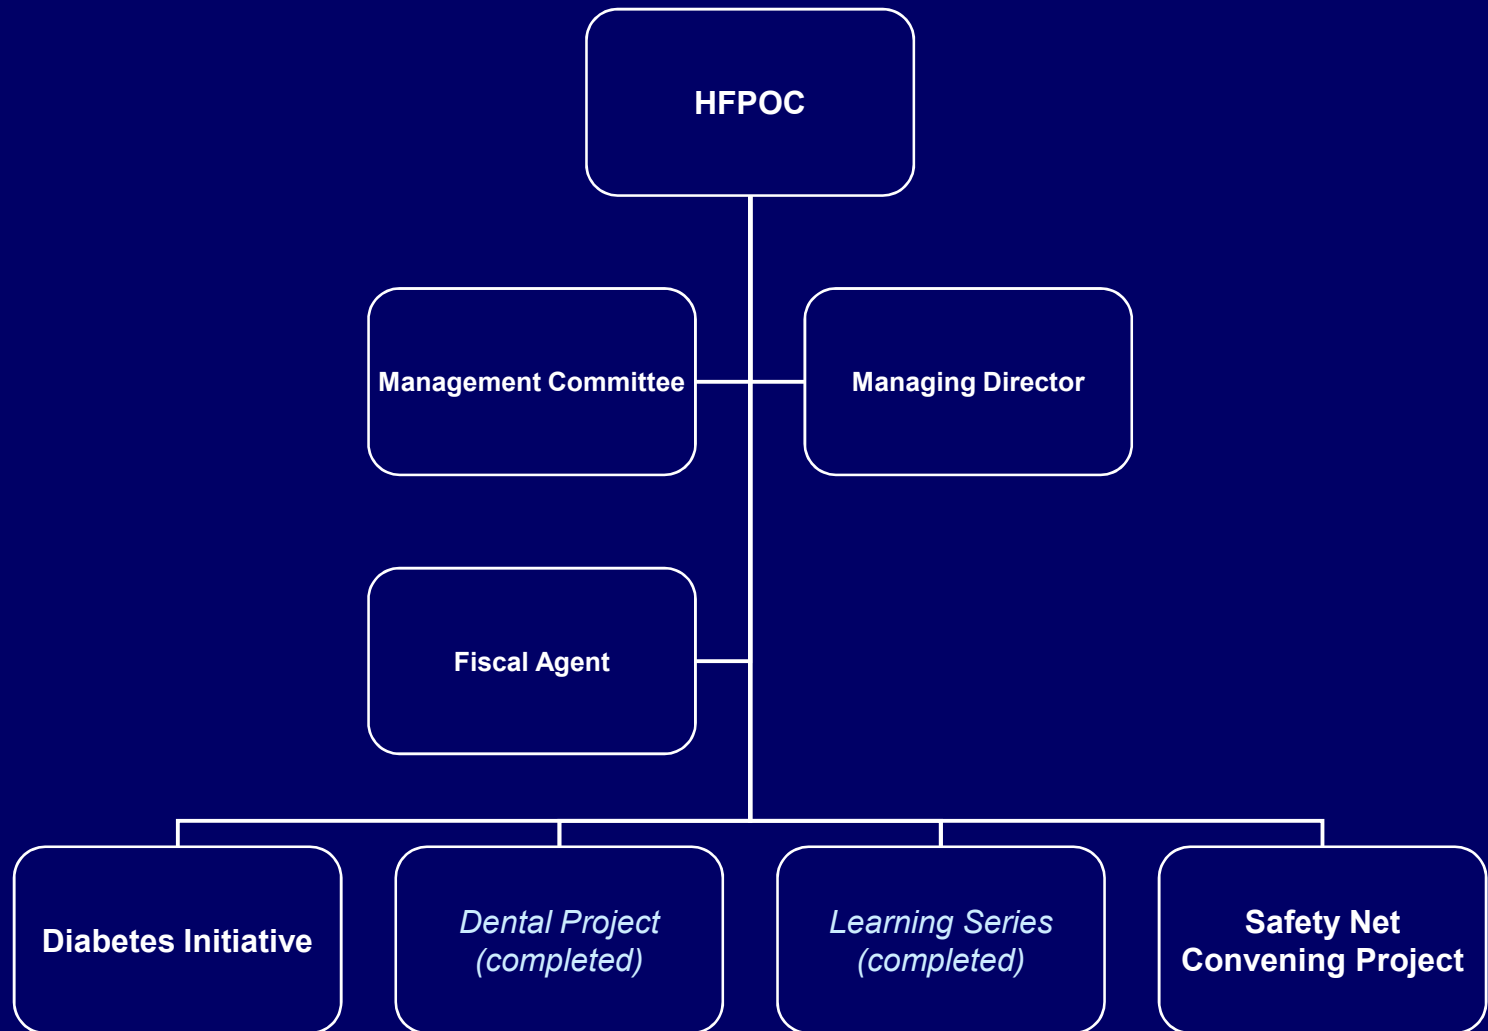 HFPOC
Management Committee
Managing Director
Fiscal Agent
Diabetes Initiative
Dental Project
(completed)
Learning Series
(completed)
Safety Net
Convening Project